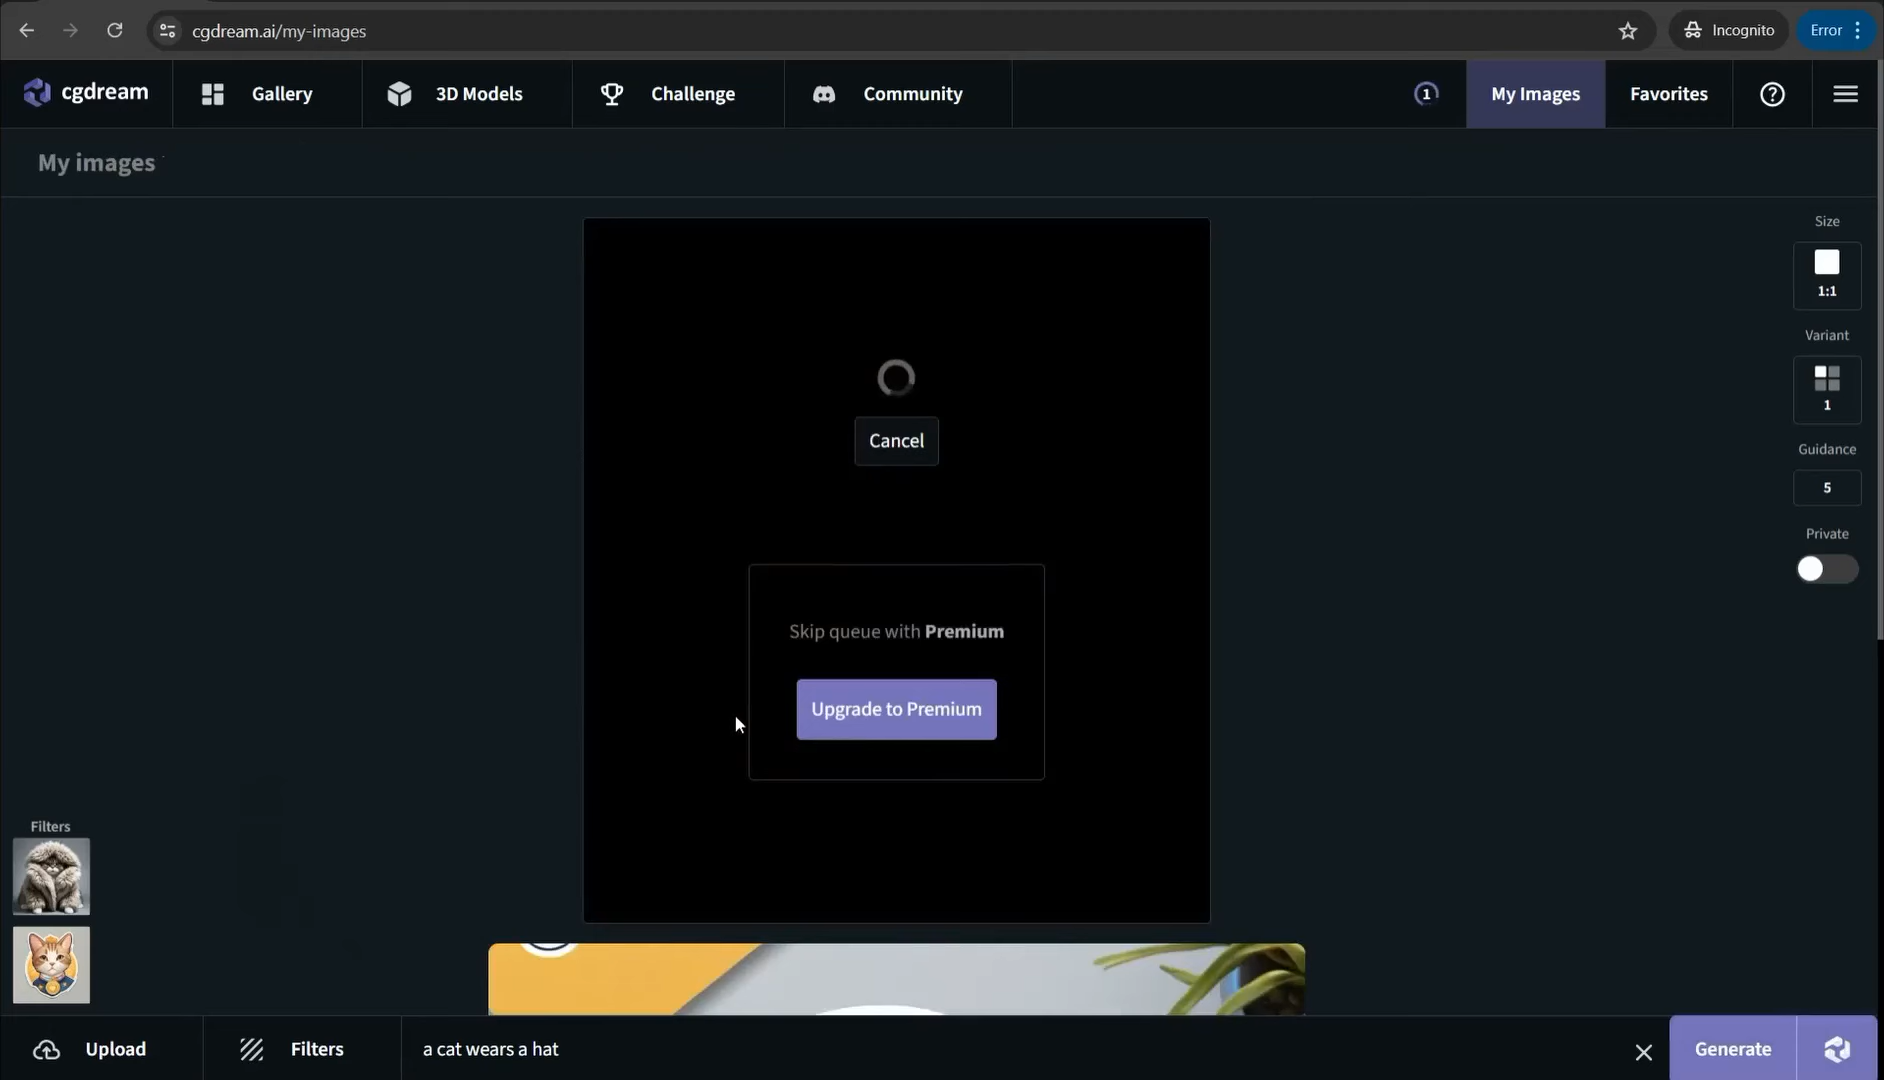 cgdream.ai/my-images
Incognito
Error
cgdream
Gallery
3D Models
Challenge
Community
1
My Images
Favorites
My images
Size
1:1
Variant
1
Guidance
5
Private
Cancel
Skip queue with Premium
Upgrade to Premium
Filters
Upload
Filters
a cat wears a hat
Generate